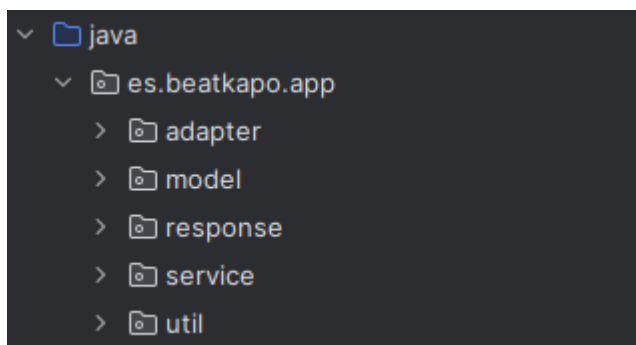 java
es.beatkapo.app
adapter
model
response
service
util